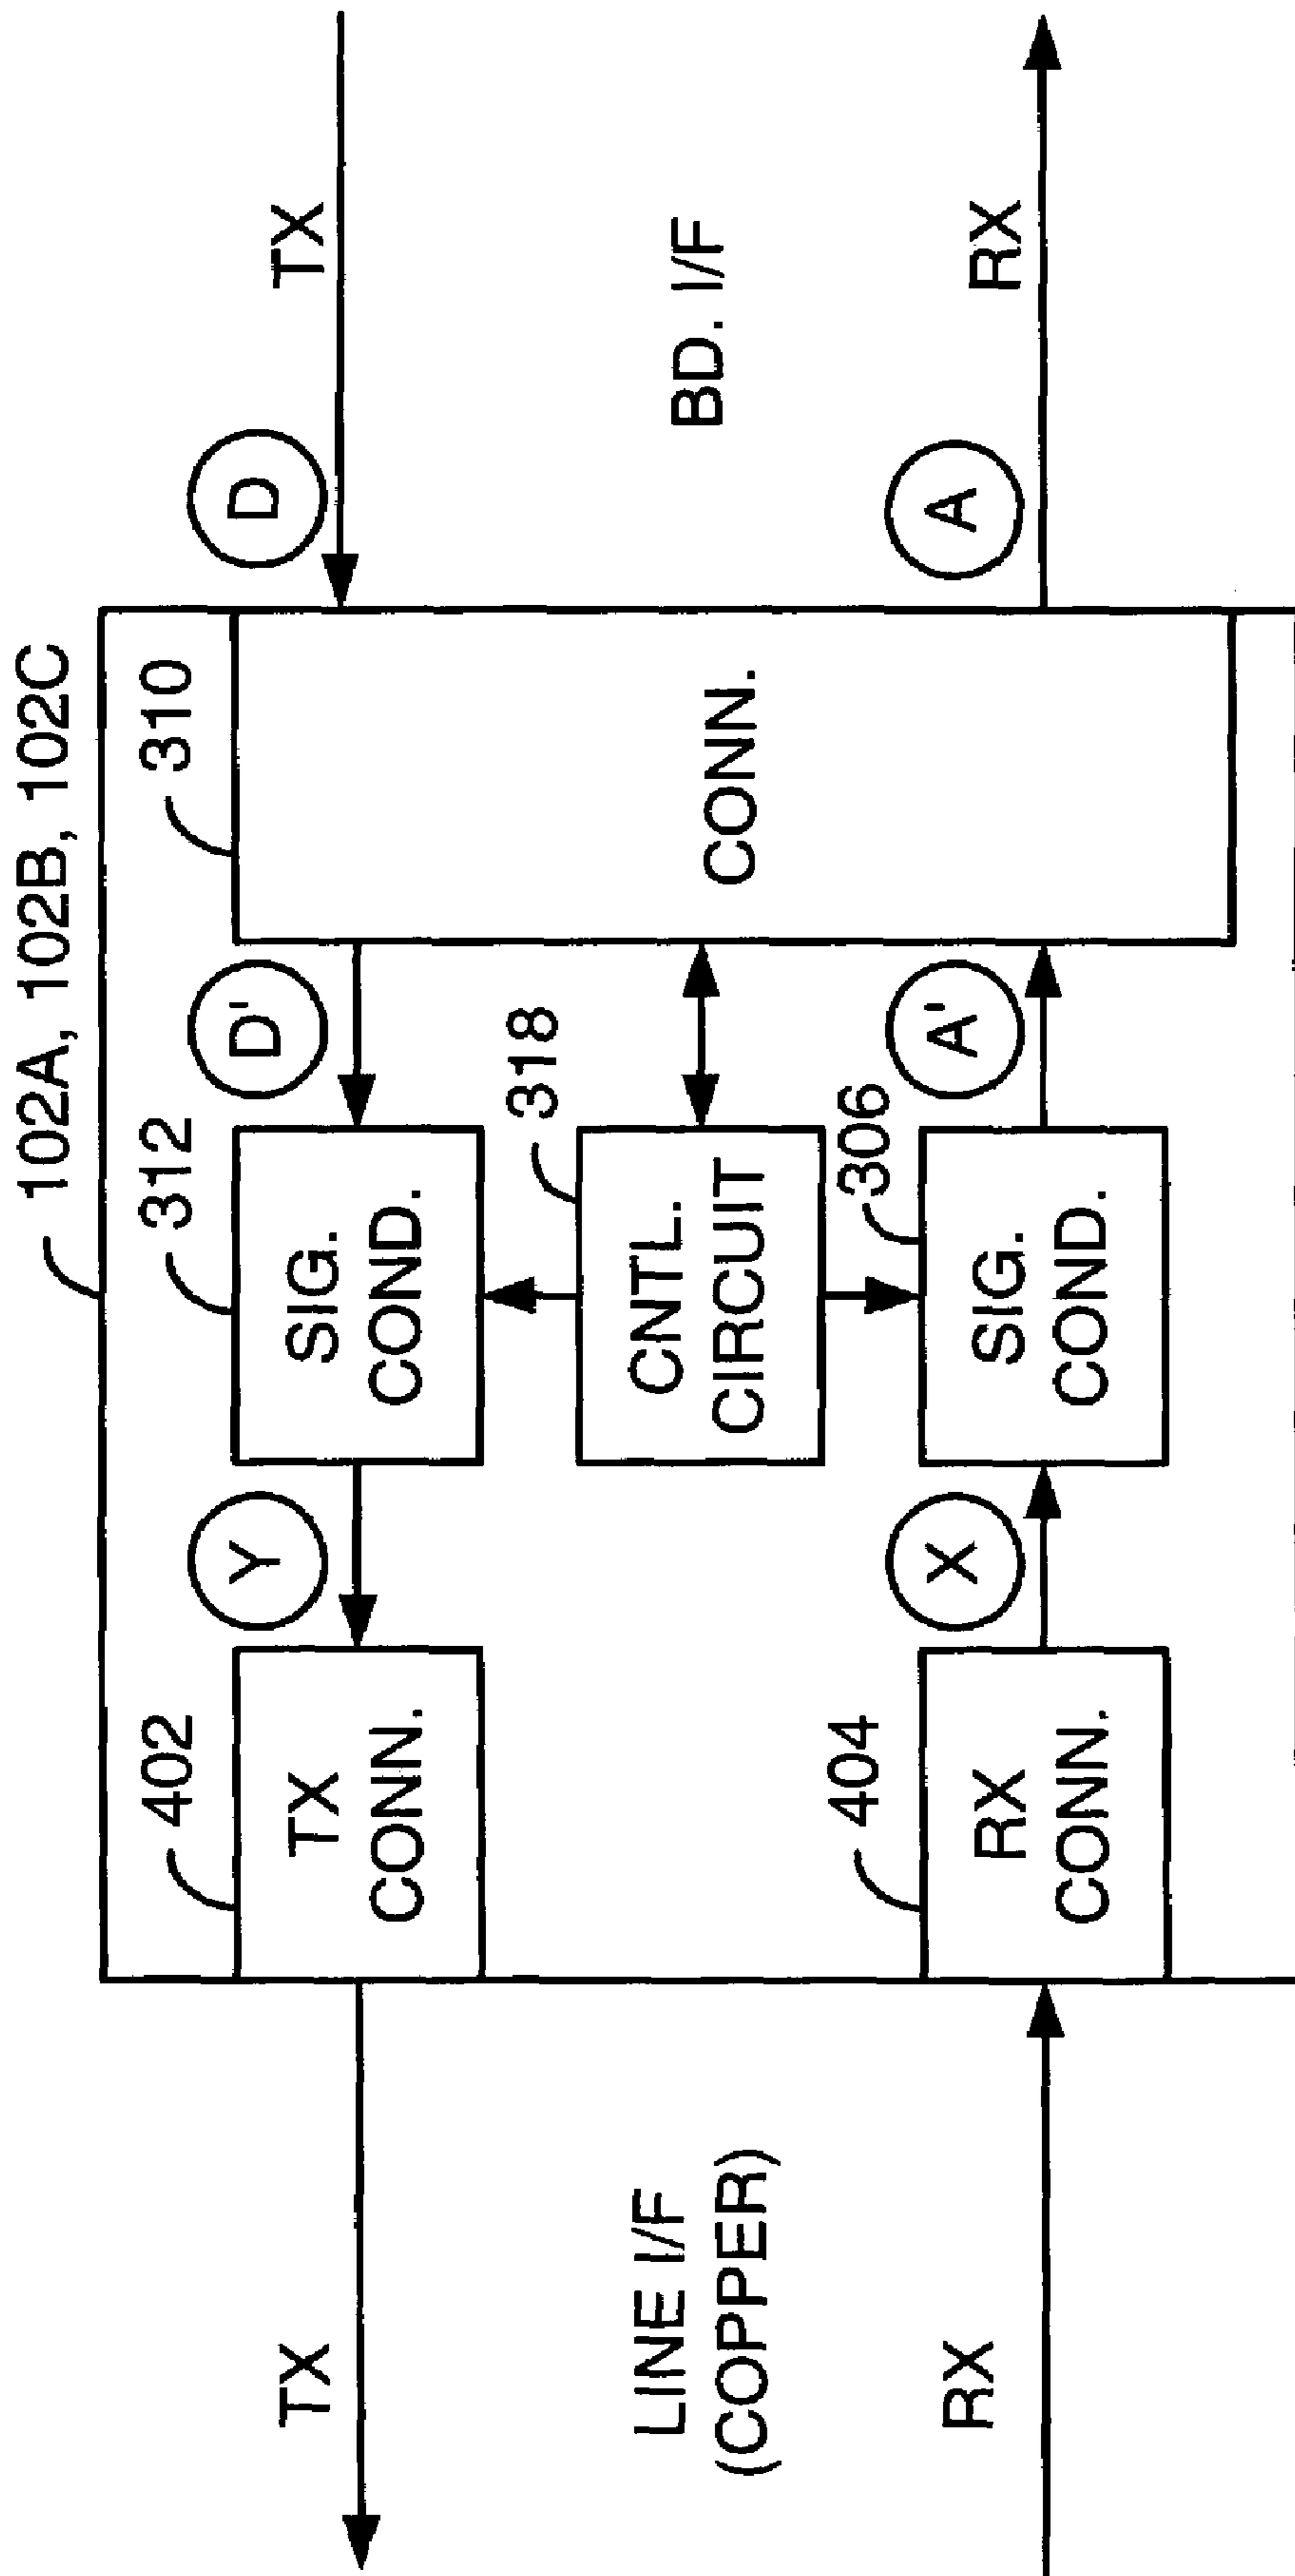 102A, 102B, 102C
402
312
310
TX
TX
CONN.
Y
SIG.
COND.
D'
D
TX
318
LINE I/F
(COPPER)
CNTL.
CIRCUIT
CONN.
BD. I/F
404
306
RX
RX
CONN.
X
SIG.
COND.
A'
A
RX